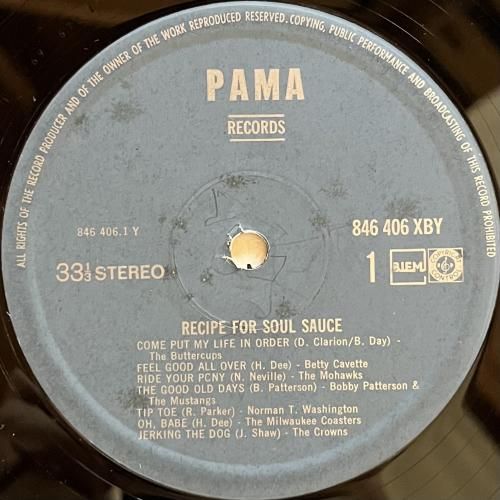 ALL RIGHTS OF THE RECORD PRODUCER AND OF THE OWNER OF THE WORK REPRODUCED RESERVED. COPYING, PUBLIC PERFORMANCE AND BROADCASTING OF THIS RECORD PROHIBITED
PAMA
RECORDS
846 406.1 Y
846 406 XBY
33⅓ STEREO
1
B.I.E.M.
COPYRIGHT CONTROL
RECIPE FOR SOUL SAUCE
COME PUT MY LIFE IN ORDER (D. Clarion/B. Day) -
The Buttercups
FEEL GOOD ALL OVER (H. Dee) - Betty Cavette
RIDE YOUR PCNY (N. Neville) - The Mohawks
THE GOOD OLD DAYS (B. Patterson) - Bobby Patterson &
The Mustangs
TIP TOE (R. Parker) - Norman T. Washington
OH, BABE (H. Dee) - The Milwaukee Coasters
JERKING THE DOG (J. Shaw) - The Crowns